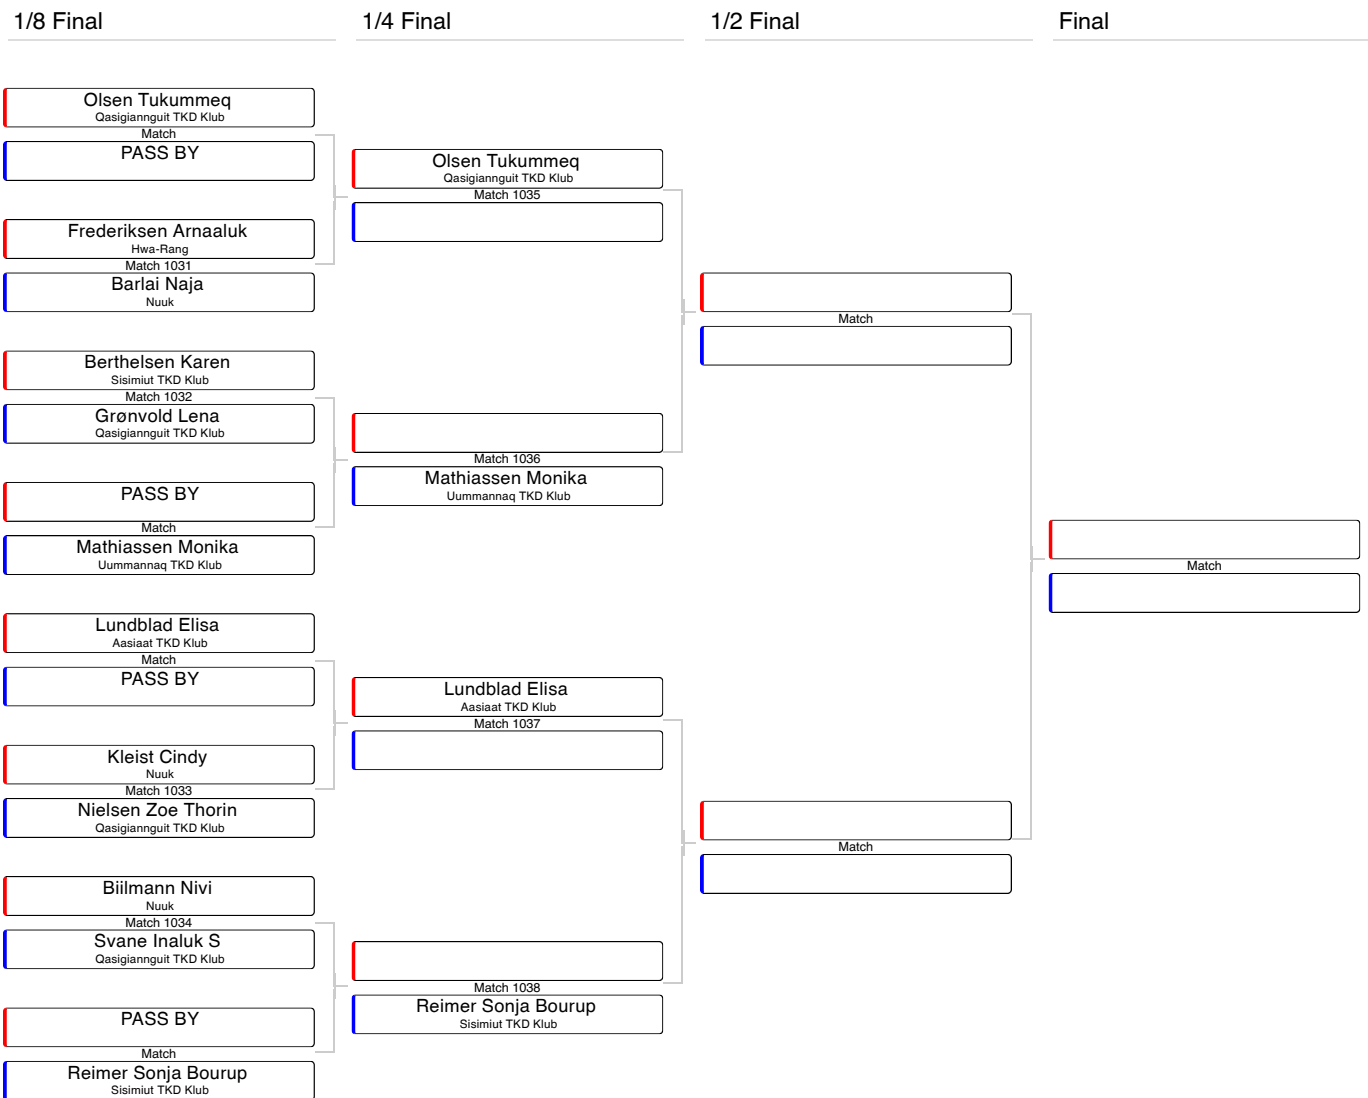 1/8 Final
1/4 Final
1/2 Final
Final
Olsen Tukummeq
Qasigiannguit TKD Klub
Match
PASS BY
Frederiksen Arnaaluk
Hwa-Rang
Match 1031
Barlai Naja
Nuuk
Berthelsen Karen
Sisimiut TKD Klub
Match 1032
Grønvold Lena
Qasigiannguit TKD Klub
PASS BY
Match
Mathiassen Monika
Uummannaq TKD Klub
Lundblad Elisa
Aasiaat TKD Klub
Match
PASS BY
Kleist Cindy
Nuuk
Match 1033
Nielsen Zoe Thorin
Qasigiannguit TKD Klub
Biilmann Nivi
Nuuk
Match 1034
Svane Inaluk S
Qasigiannguit TKD Klub
PASS BY
Match
Reimer Sonja Bourup
Sisimiut TKD Klub
Olsen Tukummeq
Qasigiannguit TKD Klub
Match 1035
Match 1036
Mathiassen Monika
Uummannaq TKD Klub
Lundblad Elisa
Aasiaat TKD Klub
Match 1037
Match 1038
Reimer Sonja Bourup
Sisimiut TKD Klub
Match
Match
Match